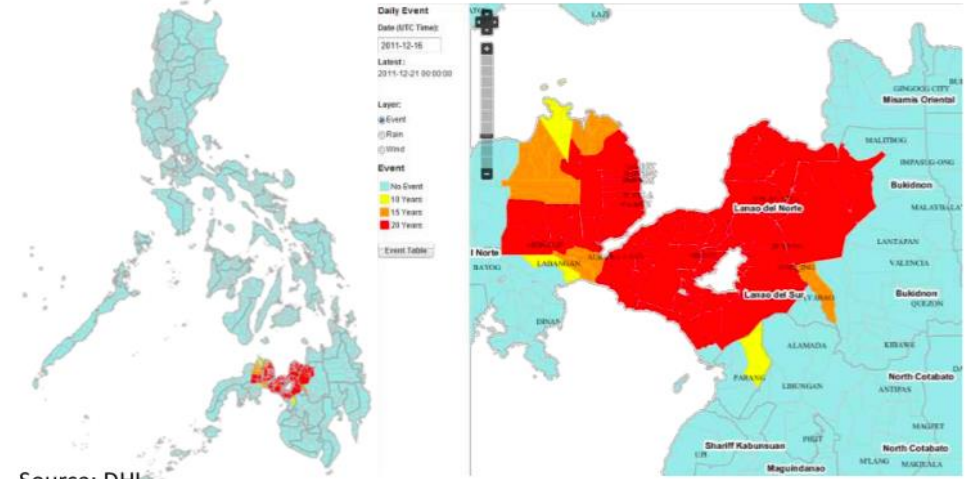 Daily Event
Date (UTC Time):
2011-12-16
Latest:
2011-12-21 00:00:00
Layer:
Event
Rain
Wind
Event
No Event
10 Years
15 Years
20 Years
Event Table
LAZI
GINGOOG CITY
Misamis Oriental
MALITBOG
IMPASUG-ONG
Bukidnon
Lanao del Norte
LANTAPAN
VALENCIA
l Norte
BAYOG
LABANGAN
Lanao del Sur
Bukidnon
QUEZON
DINAS
ALAMADA
KIBAWE
PARANG
LIBUNGAN
North Cotabato
ANTIPAS
MAGPET
Shariff Kabunsuan
PIGT
UPI
North Cotabato
Maguindanao
M'LANG
MAKILALA
Source: DHI